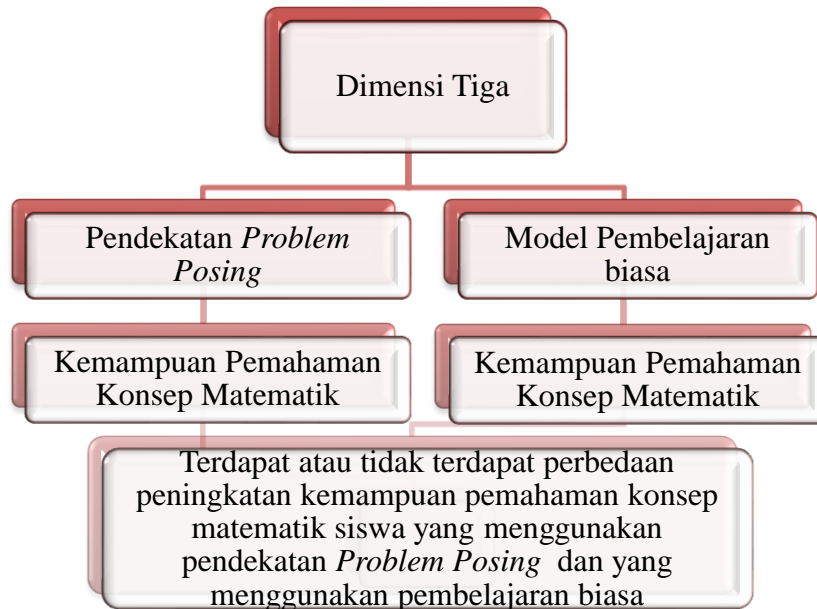 Dimensi Tiga
Pendekatan Problem
Posing
Model Pembelajaran
biasa
Kemampuan Pemahaman
Konsep Matematik
Kemampuan Pemahaman
Konsep Matematik
Terdapat atau tidak terdapat perbedaan
peningkatan kemampuan pemahaman konsep
matematik siswa yang menggunakan
pendekatan Problem Posing dan yang
menggunakan pembelajaran biasa